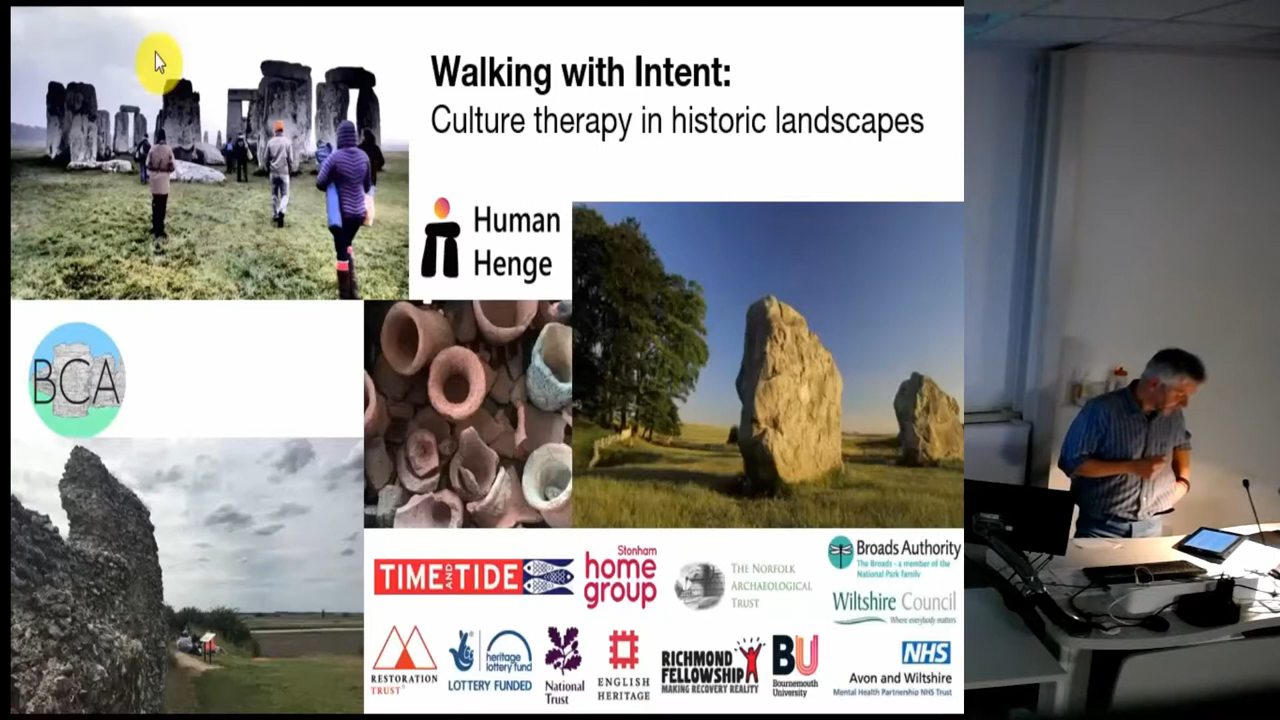 Walking with Intent:
Culture therapy in historic landscapes
Human
Henge
BCA
TIME AND TIDE
Stonham
home
group
THE NORFOLK
ARCHAEOLOGICAL
TRUST
Broads Authority
The Broads - a member of the
National Park family
Wiltshire Council
Where everybody matters
RESTORATION
TRUST
heritage
lottery fund
LOTTERY FUNDED
National
Trust
ENGLISH
HERITAGE
RICHMOND
FELLOWSHIP
MAKING RECOVERY REALITY
BU
Bournemouth
University
NHS
Avon and Wiltshire
Mental Health Partnership NHS Trust